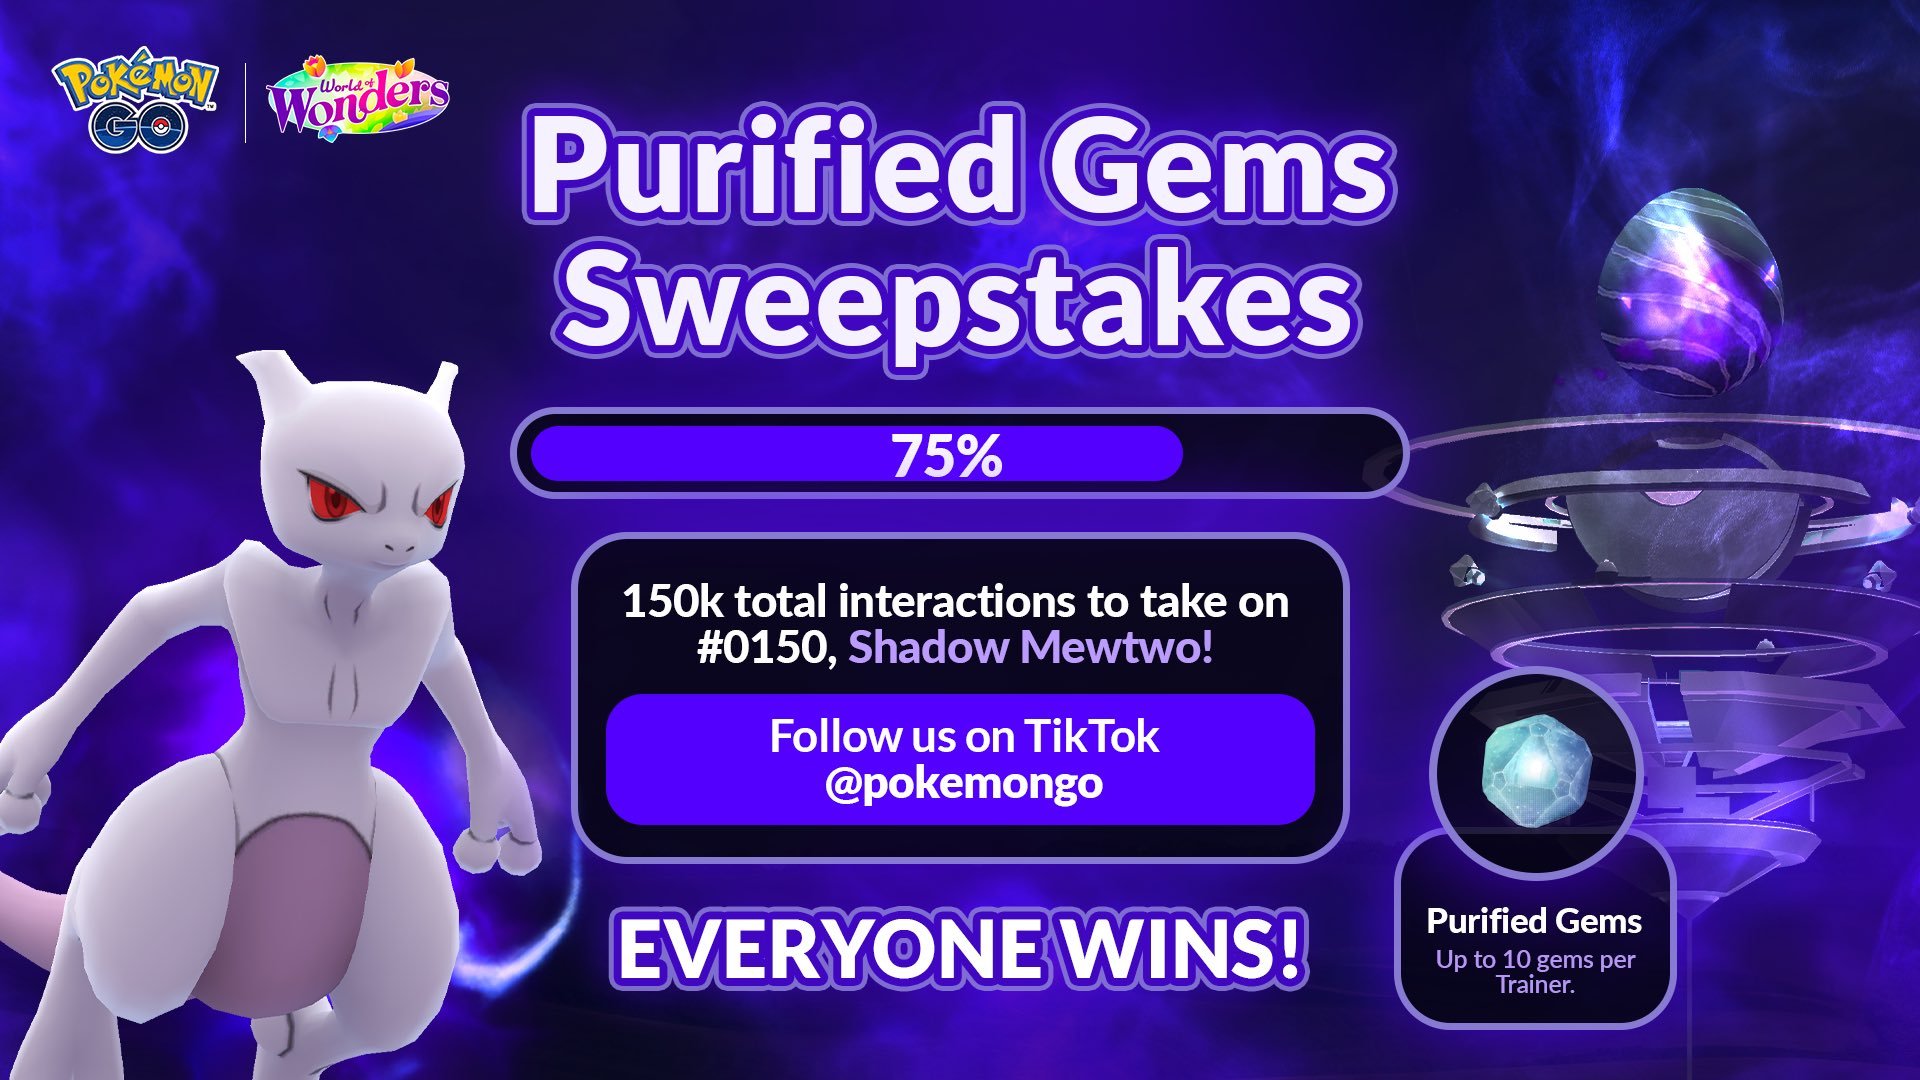 POKÉMON
GO
World of
Wonders
Purified Gems
Sweepstakes
75%
150k total interactions to take on
#0150, Shadow Mewtwo!
Follow us on TikTok
@pokemongo
EVERYONE WINS!
Purified Gems
Up to 10 gems per
Trainer.